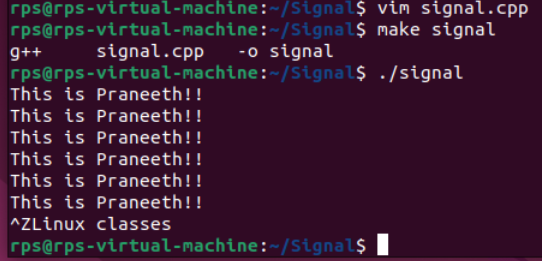 rps@rps-virtual-machine:~/Signal$ vim signal.cpp
rps@rps-virtual-machine:~/Signal$ make signal
g++     signal.cpp   -o signal
rps@rps-virtual-machine:~/Signal$ ./signal
This is Praneeth!!
This is Praneeth!!
This is Praneeth!!
This is Praneeth!!
This is Praneeth!!
This is Praneeth!!
^ZLinux classes
rps@rps-virtual-machine:~/Signal$